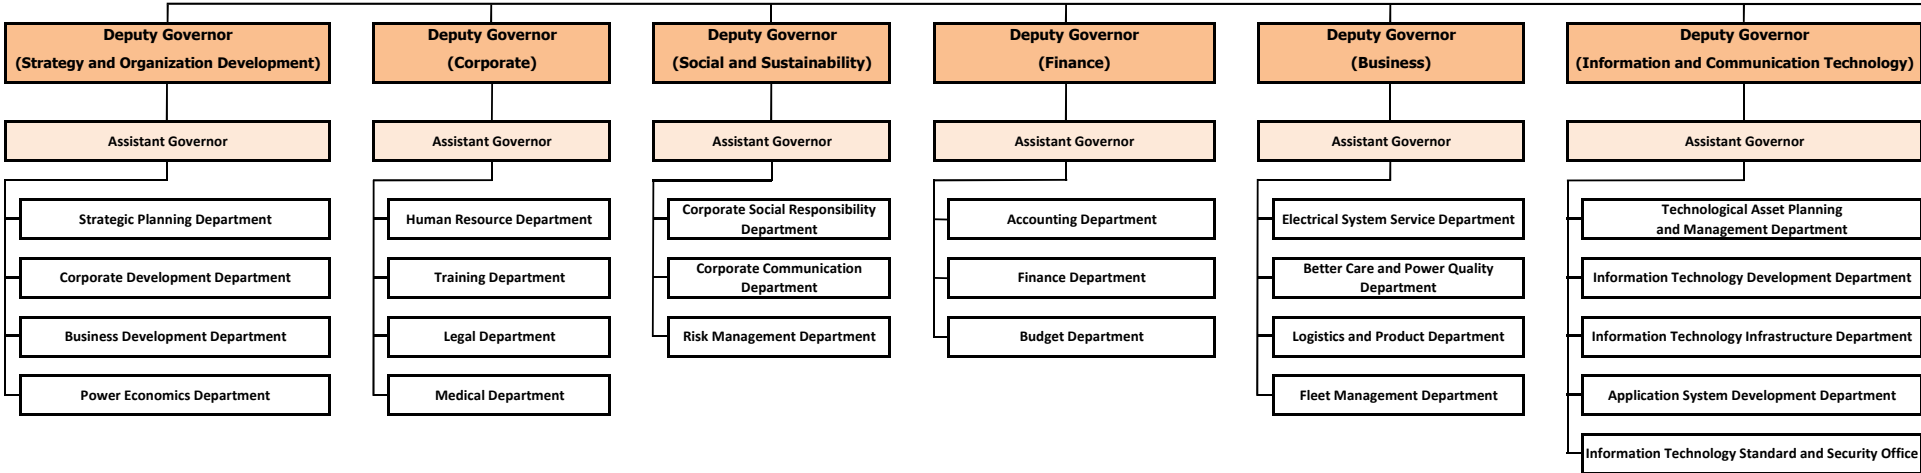 Deputy Governor
(Strategy and Organization Development)
Assistant Governor
Strategic Planning Department
Corporate Development Department
Business Development Department
Power Economics Department
Deputy Governor
(Corporate)
Assistant Governor
Human Resource Department
Training Department
Legal Department
Medical Department
Deputy Governor
(Social and Sustainability)
Assistant Governor
Corporate Social Responsibility
Department
Corporate Communication
Department
Risk Management Department
Deputy Governor
(Finance)
Assistant Governor
Accounting Department
Finance Department
Budget Department
Deputy Governor
(Business)
Assistant Governor
Electrical System Service Department
Better Care and Power Quality
Department
Logistics and Product Department
Fleet Management Department
Deputy Governor
(Information and Communication Technology)
Assistant Governor
Technological Asset Planning
and Management Department
Information Technology Development Department
Information Technology Infrastructure Department
Application System Development Department
Information Technology Standard and Security Office